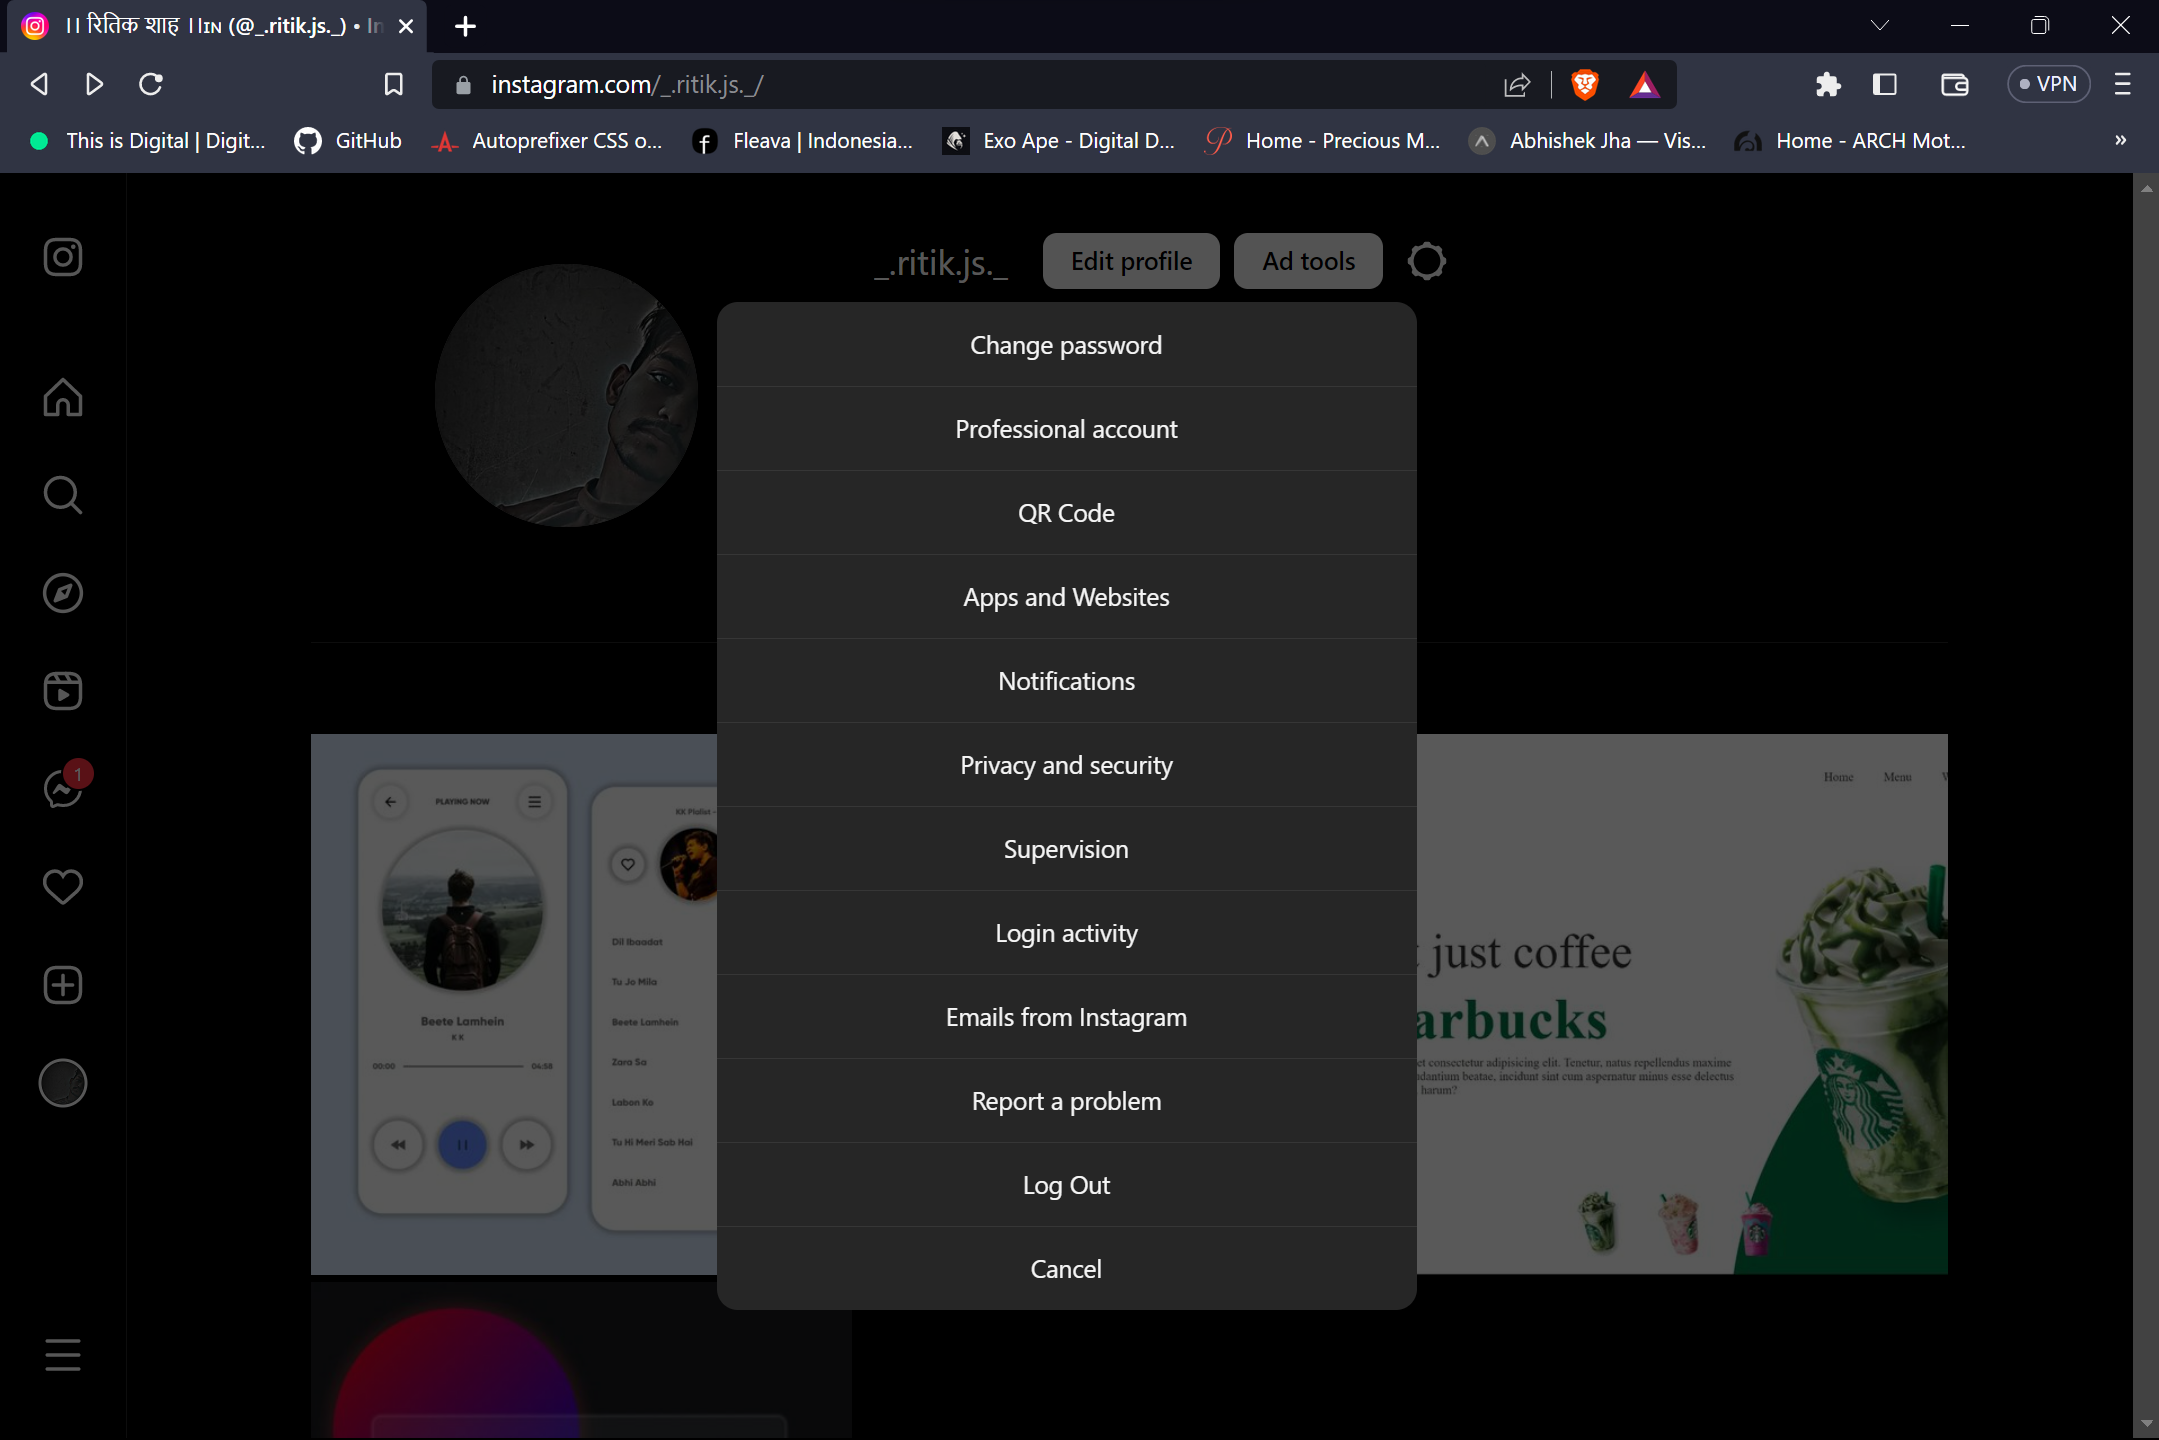 ।। रितिक शाह ।।ɪɴ (@_.ritik.js._) • In
instagram.com/_.ritik.js._/
VPN
This is Digital | Digit...
GitHub
Autoprefixer CSS o...
Fleava | Indonesia...
Exo Ape - Digital D...
Home - Precious M...
Abhishek Jha — Vis...
Home - ARCH Mot...
»
_.ritik.js._
Edit profile
Ad tools
Change password
Professional account
QR Code
Apps and Websites
Notifications
Privacy and security
Supervision
Login activity
Emails from Instagram
Report a problem
Log Out
Cancel
1
PLAYING NOW
Beete Lamhein
KK
00:00
04:58
KK Plalist -
Dil Ibaadat
Tu Jo Mila
Beete Lamhein
Zara Sa
Labon Ko
Tu Hi Meri Sab Hai
Abhi Abhi
Home
Menu
just coffee
arbucks
et consectetur adipisicing elit. Tenetur, natus repellendus maxime
dantium beatae, incidunt sint cum aspernatur minus esse delectus
harum?